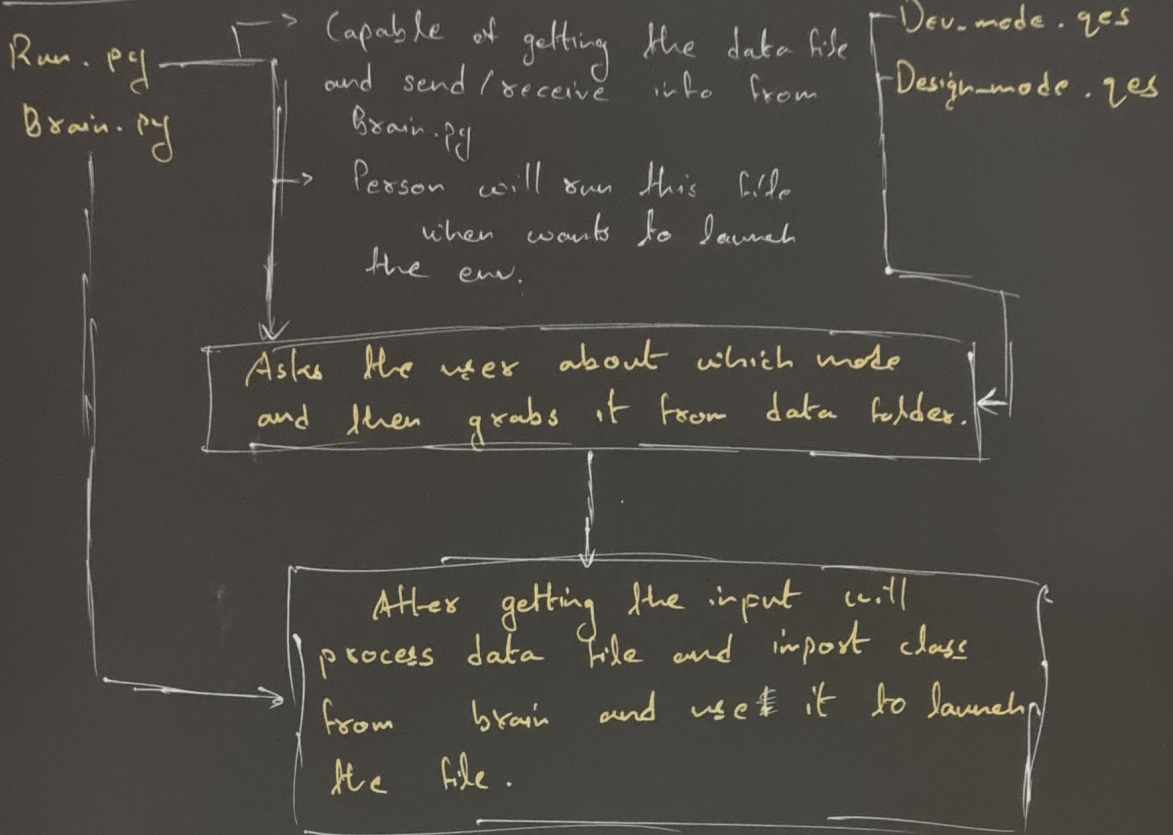 Run.py
Brain.py
Capable of getting the data file
and send/receive info from
Brain.py
Person will run this file
when wants to launch
the env.
Dev_mode.qes
Design_mode.qes
Asks the user about which mode
and then grabs it from data folder.
After getting the input will
process data file and import class
from brain and use it to launch
the file.